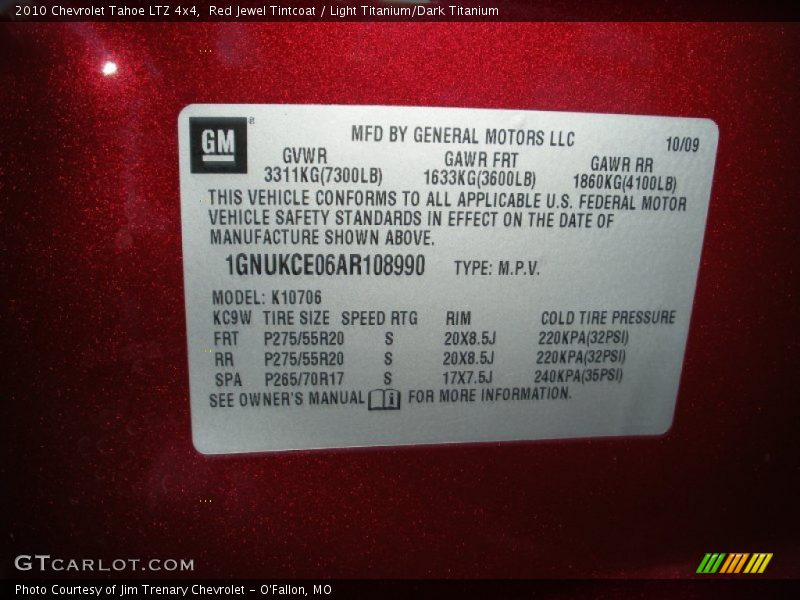 2010 Chevrolet Tahoe LTZ 4x4, Red Jewel Tintcoat / Light Titanium/Dark Titanium
GM ®
MFD BY GENERAL MOTORS LLC 10/09
GVWR GAWR FRT GAWR RR
3311KG(7300LB) 1633KG(3600LB) 1860KG(4100LB)
THIS VEHICLE CONFORMS TO ALL APPLICABLE U.S. FEDERAL MOTOR
VEHICLE SAFETY STANDARDS IN EFFECT ON THE DATE OF
MANUFACTURE SHOWN ABOVE.
1GNUKCE06AR108990 TYPE: M.P.V.
MODEL: K10706
KC9W TIRE SIZE SPEED RTG RIM COLD TIRE PRESSURE
FRT P275/55R20 S 20X8.5J 220KPA(32PSI)
RR P275/55R20 S 20X8.5J 220KPA(32PSI)
SPA P265/70R17 S 17X7.5J 240KPA(35PSI)
SEE OWNER'S MANUAL i FOR MORE INFORMATION.
GTCARLOT.COM
Photo Courtesy of Jim Trenary Chevrolet - O'Fallon, MO